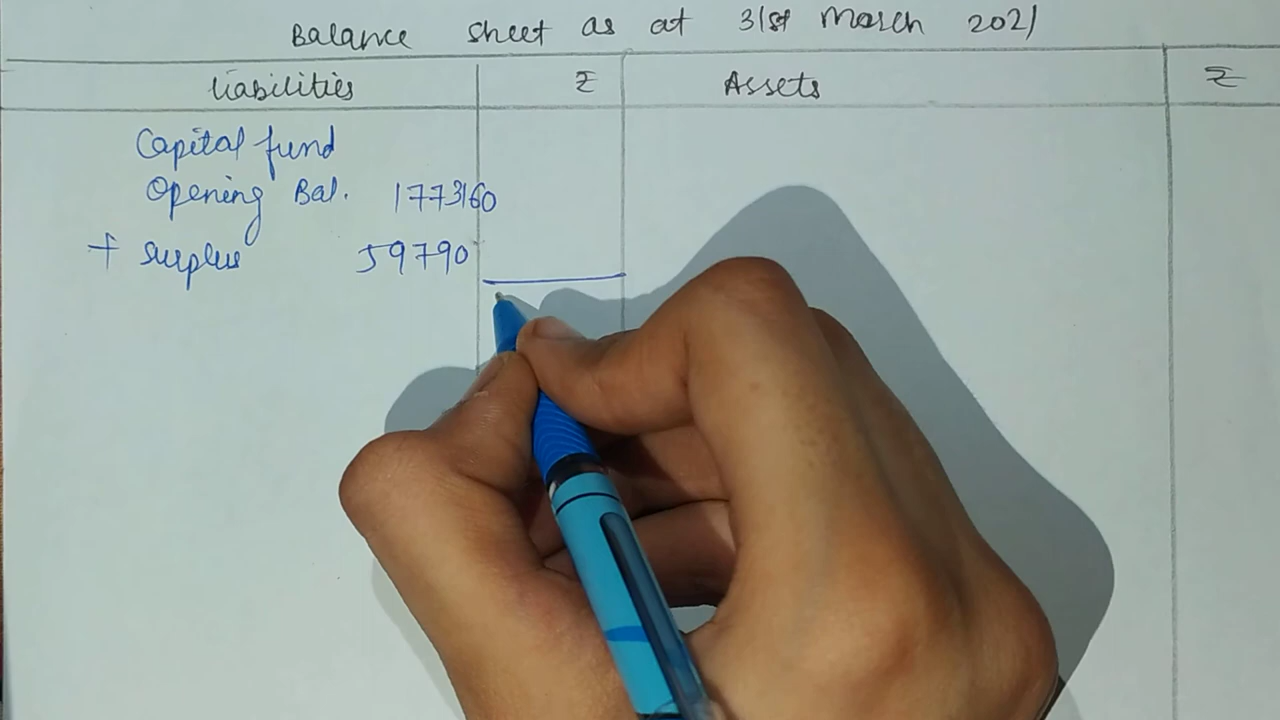 Balance sheet as at 31st March 2021
Liabilities ₹ Assets ₹
Capital fund
Opening Bal. 1773160
+ Surplus 59790